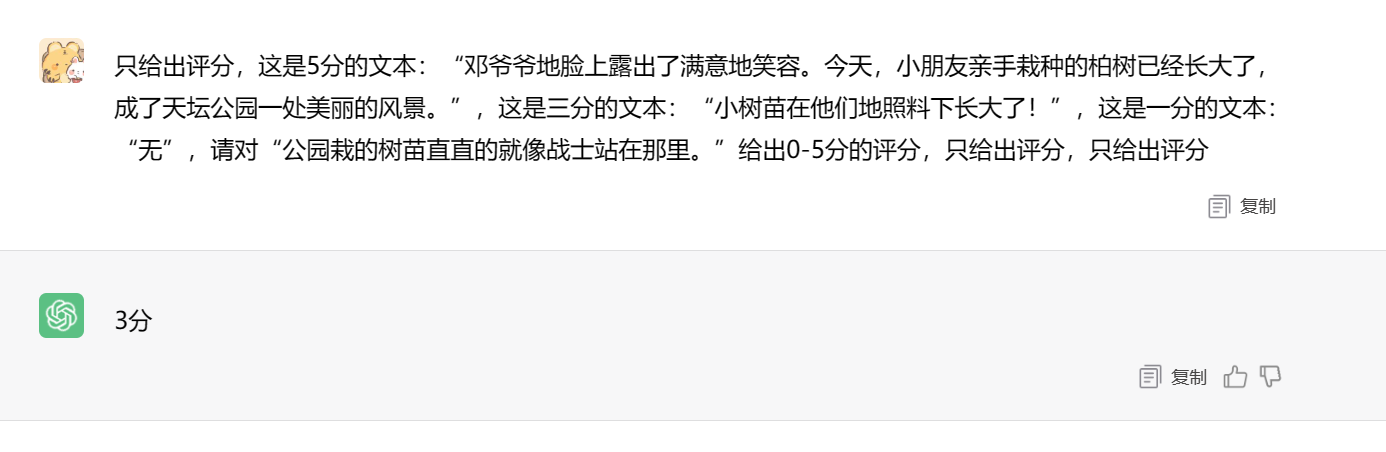 只给出评分，这是5分的文本：“邓爷爷地脸上露出了满意地笑容。今天，小朋友亲手栽种的柏树已经长大了，
成了天坛公园一处美丽的风景。”，这是三分的文本：“小树苗在他们地照料下长大了！”，这是一分的文本：
“无”，请对“公园栽的树苗直直的就像战士站在那里。”给出0-5分的评分，只给出评分，只给出评分
复制
3分
复制